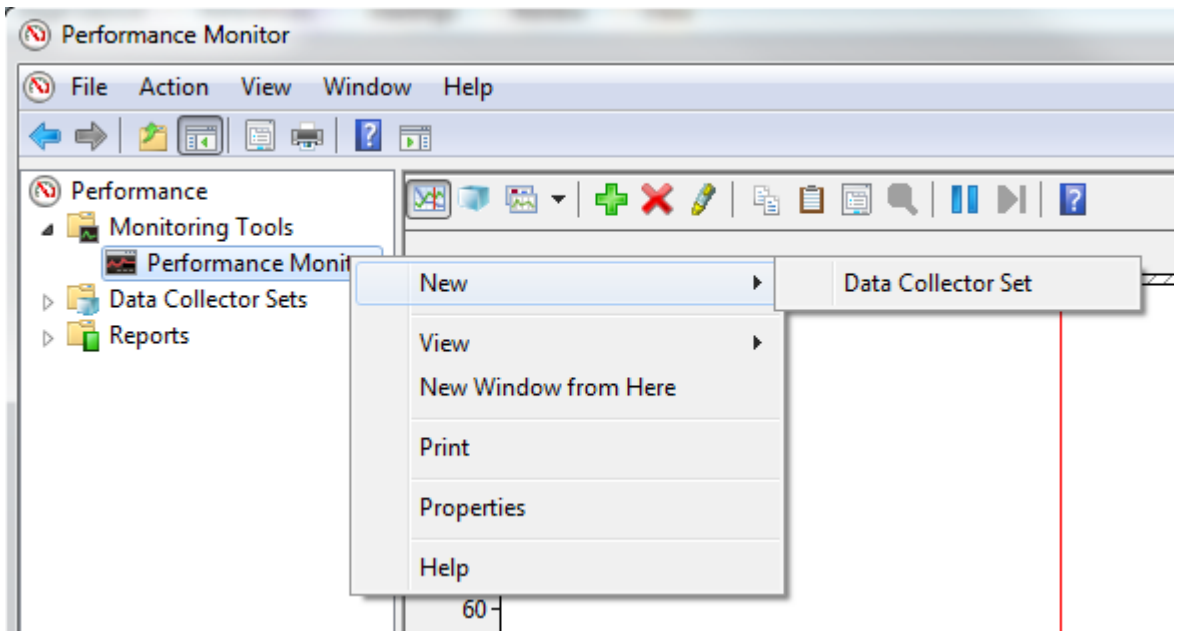 Performance Monitor
File Action View Window Help
Performance
Monitoring Tools
Performance Monit
Data Collector Sets
Reports
New
Data Collector Set
View
New Window from Here
Print
Properties
Help
60